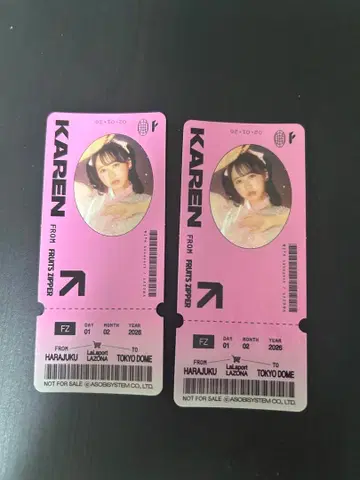 KAREN
FROM FRUITS ZIPPER
FZ
DAY MONTH YEAR
01 02 2026
FROM TO
HARAJUKU LaLaport LAZONA TOKYO DOME
NOT FOR SALE ⓒASOBISYSTEM CO., LTD.
KAREN
FROM FRUITS ZIPPER
FZ
DAY MONTH YEAR
01 02 2026
FROM TO
HARAJUKU LaLaport LAZONA TOKYO DOME
NOT FOR SALE ⓒASOBISYSTEM CO., LTD.